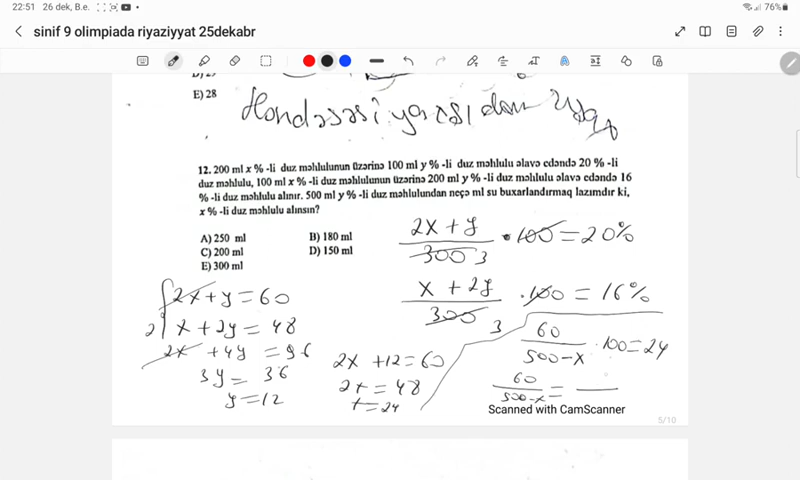 22:51 26 dek, B.e.
76%
sinif 9 olimpiada riyaziyyat 25dekabr
E) 28
Həndəsəsi yarısı dan
12. 200 ml x % -li duz məhlulunun üzərinə 100 ml y % -li duz məhlulu əlavə edəndə 20 % -li
duz məhlulu, 100 ml x % -li duz məhlulunun üzərinə 200 ml y % -li duz məhlulu əlavə edəndə 16
% -li duz məhlulu alınır. 500 ml y % -li duz məhlulundan neçə ml su buxarlandırmaq lazımdır ki,
x % -li duz məhlulu alınsın?
A) 250 ml B) 180 ml
C) 200 ml D) 150 ml
E) 300 ml
2x + y / 300 3 • 100 = 20%
x + 2y / 300 3 . 100 = 16%
2x + y = 60
2 | x + 2y = 48
2x + 4y = 96
3y = 36
y = 12
2x + 12 = 60
2x = 48
x = 24
60 / 500 - x . 100 = 24
60 / 500 - x =
Scanned with CamScanner
5/10